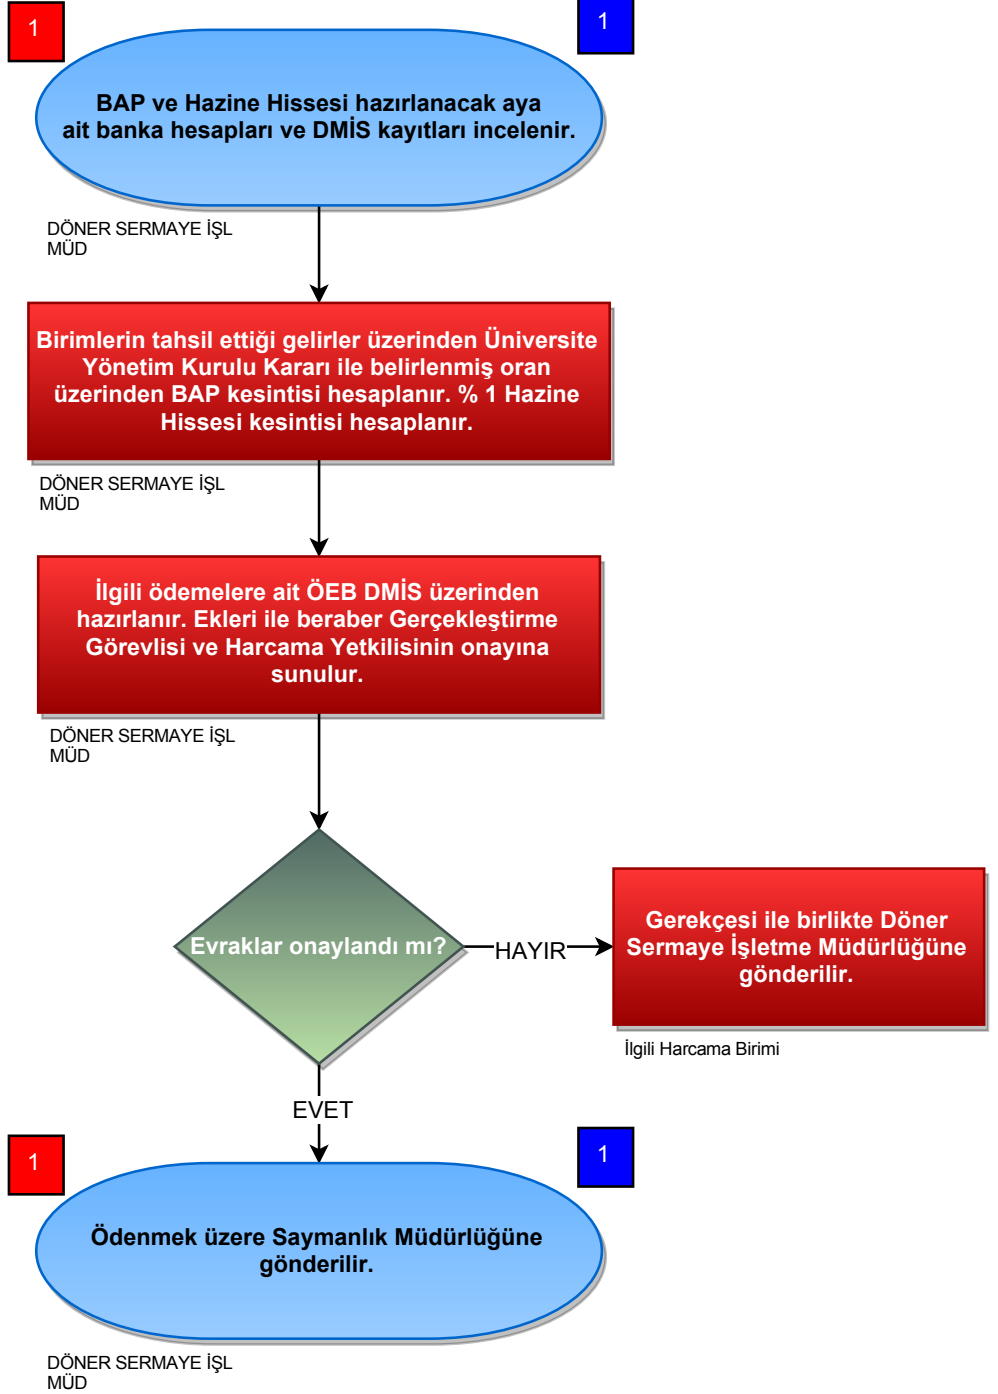 1
1
BAP ve Hazine Hissesi hazırlanacak aya
ait banka hesapları ve DMİS kayıtları incelenir.
DÖNER SERMAYE İŞL
MÜD
Birimlerin tahsil ettiği gelirler üzerinden Üniversite
Yönetim Kurulu Kararı ile belirlenmiş oran
üzerinden BAP kesintisi hesaplanır. % 1 Hazine
Hissesi kesintisi hesaplanır.
DÖNER SERMAYE İŞL
MÜD
İlgili ödemelere ait ÖEB DMİS üzerinden
hazırlanır. Ekleri ile beraber Gerçekleştirme
Görevlisi ve Harcama Yetkilisinin onayına
sunulur.
DÖNER SERMAYE İŞL
MÜD
Evraklar onaylandı mı?
HAYIR
Gerekçesi ile birlikte Döner
Sermaye İşletme Müdürlüğüne
gönderilir.
İlgili Harcama Birimi
EVET
1
1
Ödenmek üzere Saymanlık Müdürlüğüne
gönderilir.
DÖNER SERMAYE İŞL
MÜD